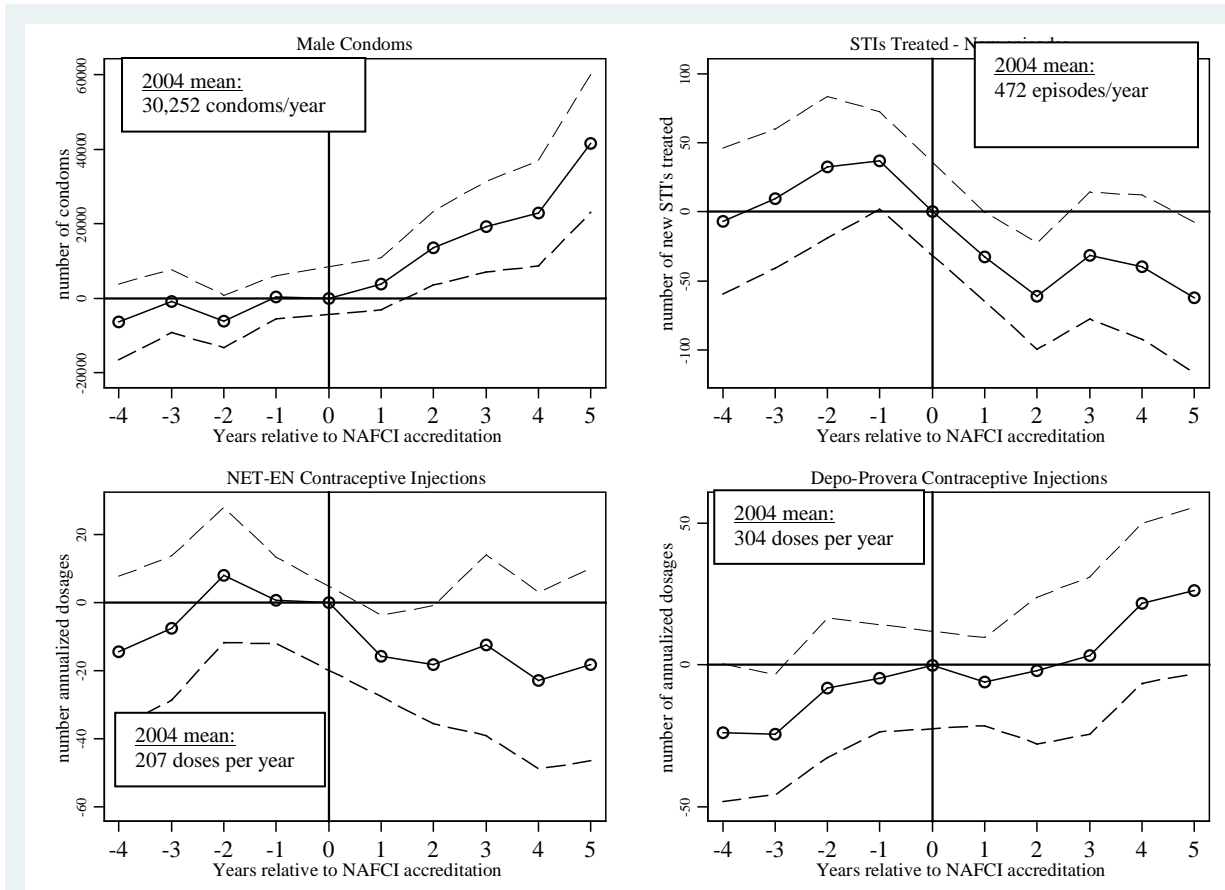 Male Condoms
2004 mean:
30,252 condoms/year
number of condoms
60000
40000
20000
0
-20000
-4 -3 -2 -1 0 1 2 3 4 5
Years relative to NAFCI accreditation
STIs Treated -
2004 mean:
472 episodes/year
number of new STI's treated
100
50
0
-50
-100
-4 -3 -2 -1 0 1 2 3 4 5
Years relative to NAFCI accreditation
NET-EN Contraceptive Injections
number annualized dosages
20
0
-20
-40
-60
2004 mean:
207 doses per year
-4 -3 -2 -1 0 1 2 3 4 5
Years relative to NAFCI accreditation
Depo-Provera Contraceptive Injections
2004 mean:
304 doses per year
number of annualized dosages
50
0
-50
-4 -3 -2 -1 0 1 2 3 4 5
Years relative to NAFCI accreditation